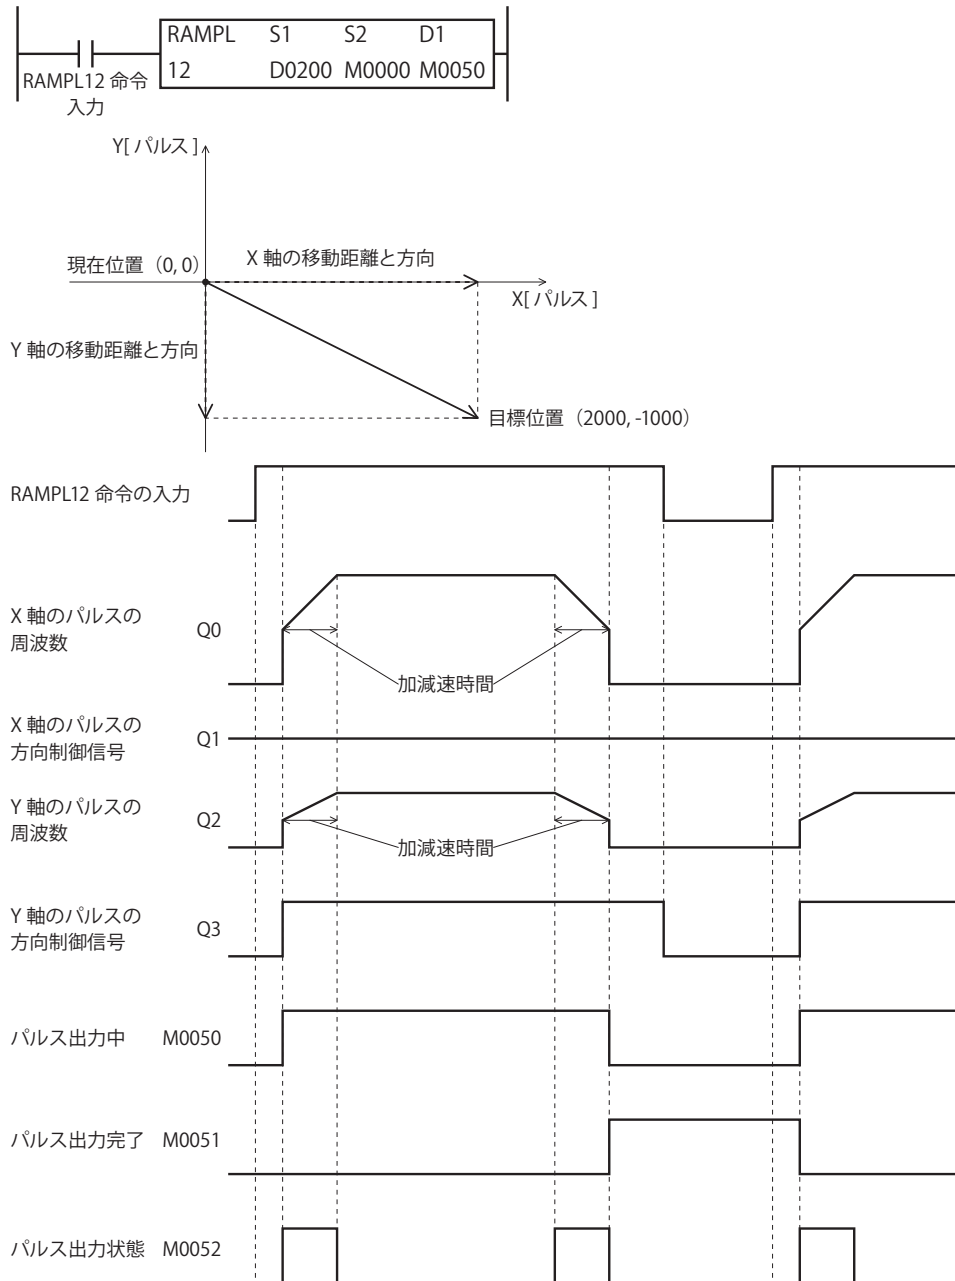 RAMPL S1 S2 D1
12 D0200 M0000 M0050
RAMPL12 命令
入力
Y[ パルス ]
現在位置（0, 0）
X 軸の移動距離と方向
X[ パルス ]
Y 軸の移動距離と方向
目標位置（2000, -1000）
RAMPL12 命令の入力
X 軸のパルスの
周波数
Q0
加減速時間
X 軸のパルスの
方向制御信号
Q1
Y 軸のパルスの
周波数
Q2
加減速時間
Y 軸のパルスの
方向制御信号
Q3
パルス出力中 M0050
パルス出力完了 M0051
パルス出力状態 M0052